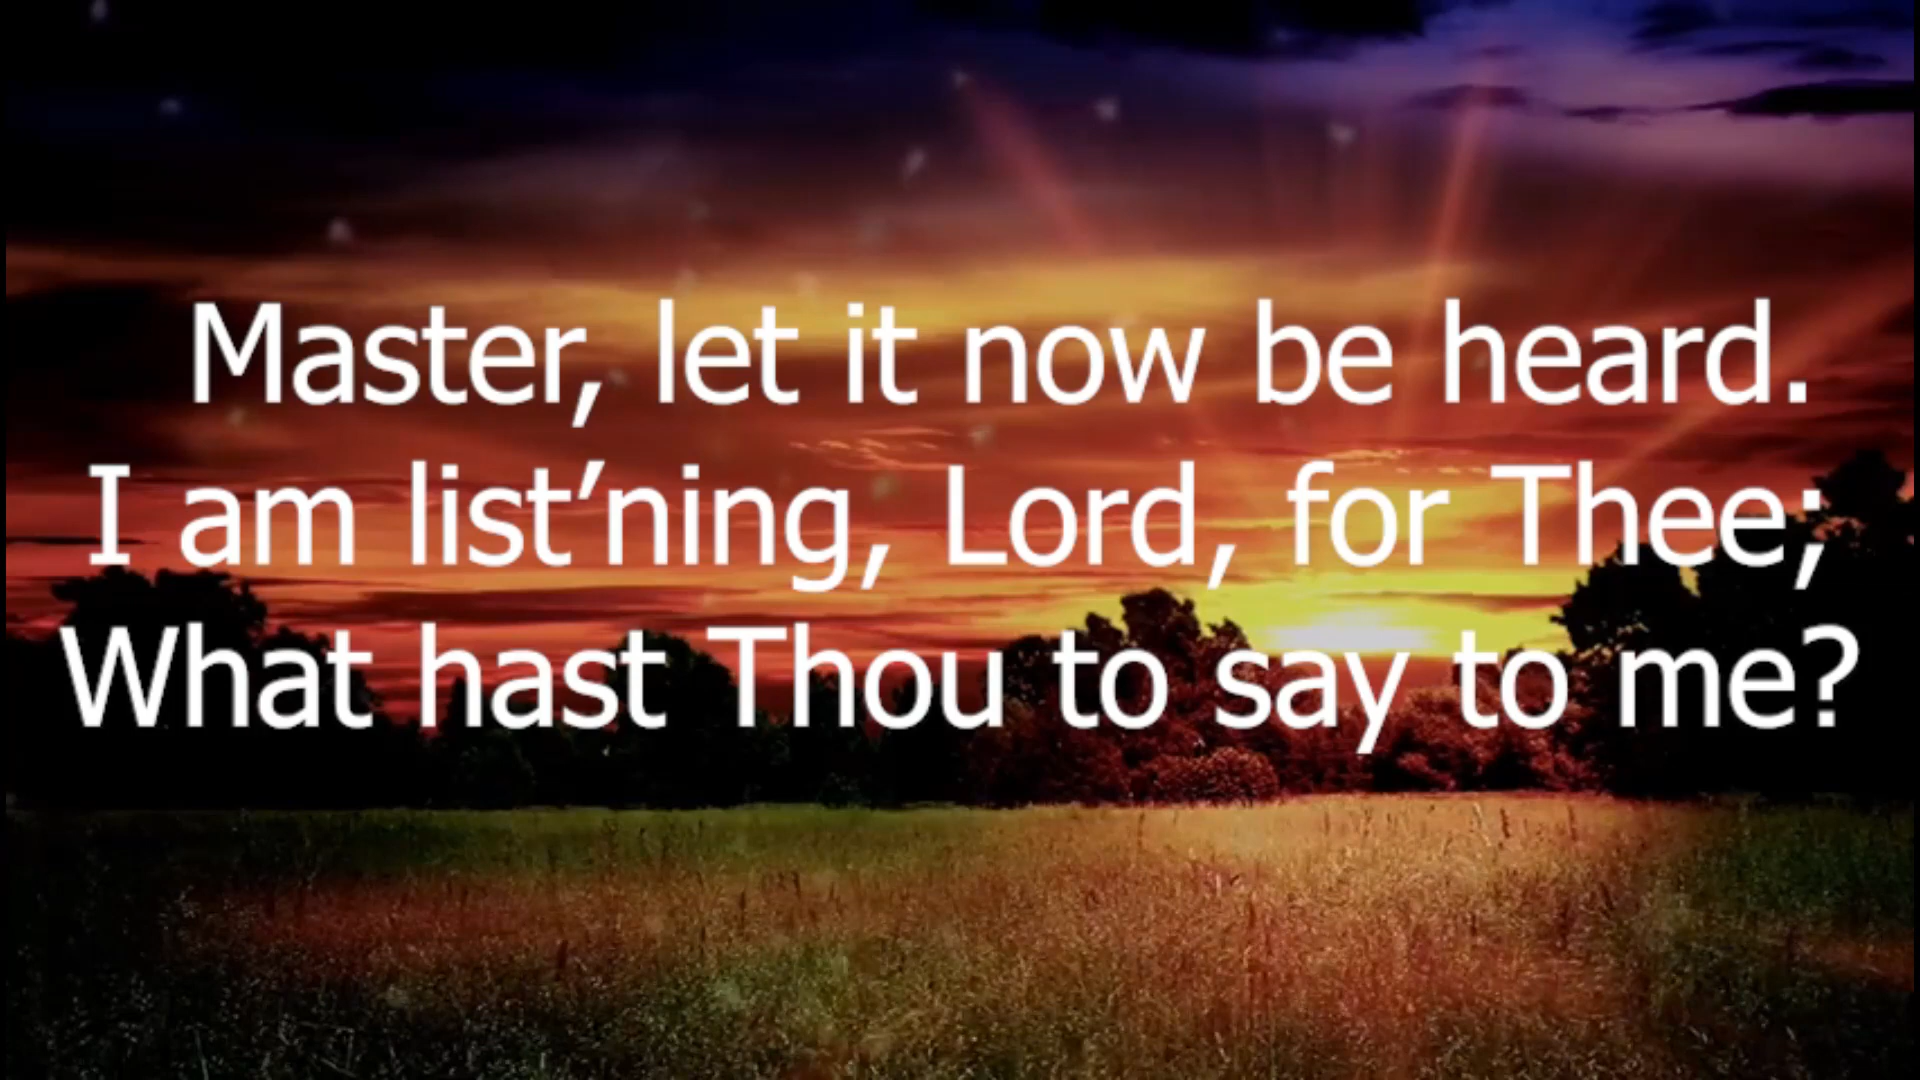 Master, let it now be heard.
I am list’ning, Lord, for Thee;
What hast Thou to say to me?